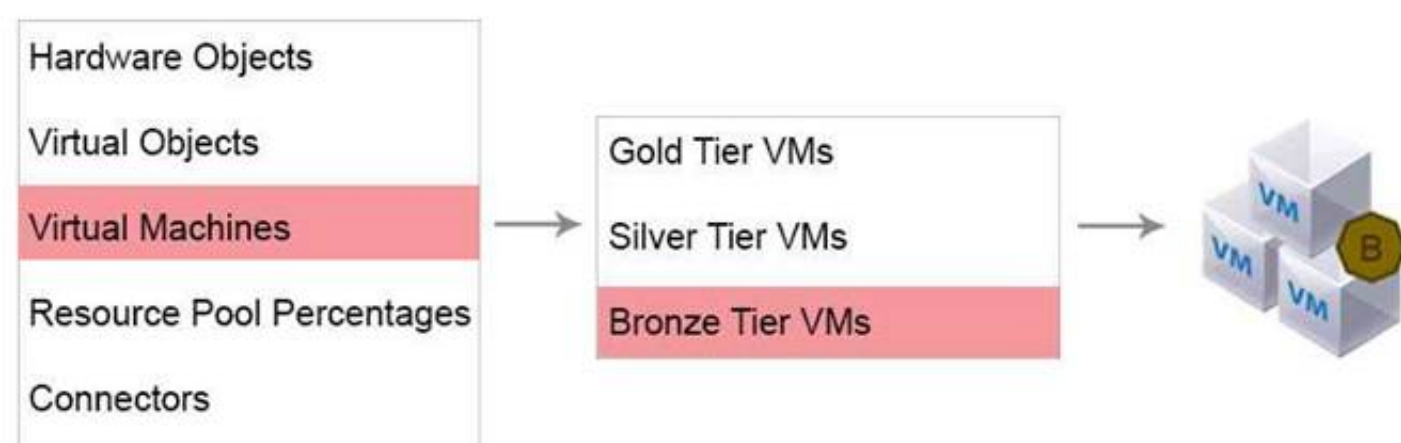 Hardware Objects
Virtual Objects
Virtual Machines
Resource Pool Percentages
Connectors
Gold Tier VMs
Silver Tier VMs
Bronze Tier VMs
VM
VM
VM
B